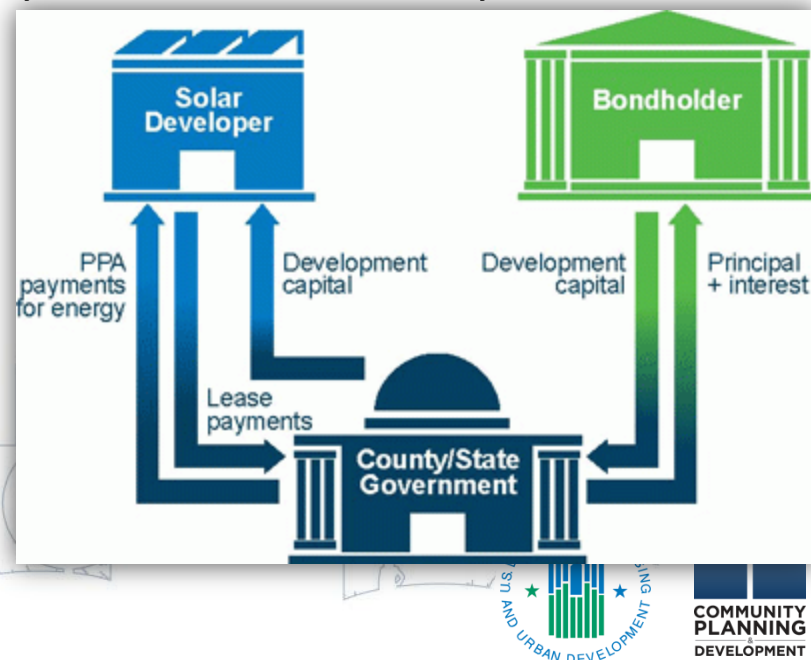 Solar
Developer
Bondholder
PPA
payments
for energy
Development
capital
Development
capital
Principal
+ interest
Lease
payments
County/State
Government
AND URBAN DEVELOPMENT
COMMUNITY
PLANNING
&
DEVELOPMENT